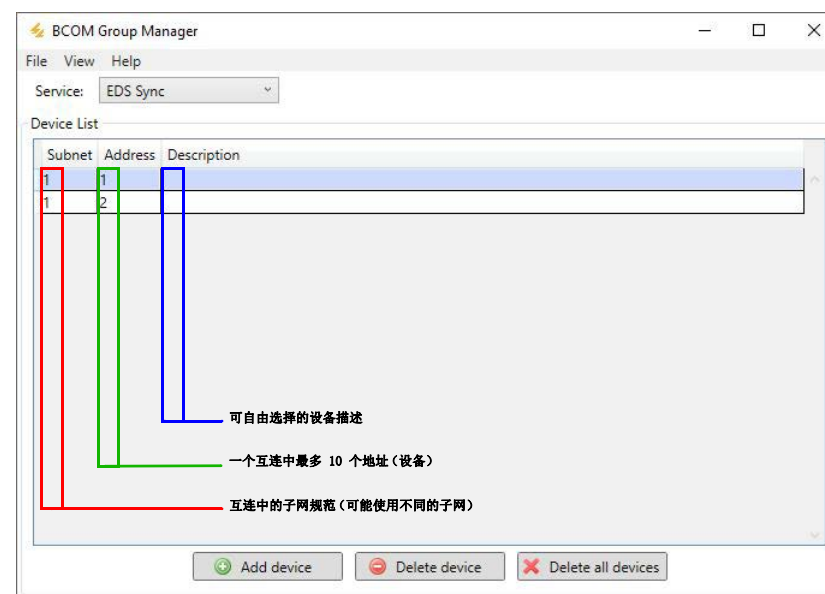 BCOM Group Manager
File View Help
Service: EDS Sync
Device List
Subnet Address Description
1 1
1 2
可自由选择的设备描述
一个互连中最多 10 个地址(设备)
互连中的子网规范(可能使用不同的子网)
Add device Delete device Delete all devices